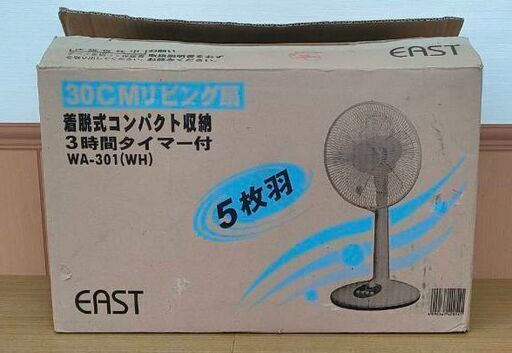 EAST
30CMリビング扇
着脱式コンパクト収納
3時間タイマー付
WA-301(WH)
5枚羽
EAST